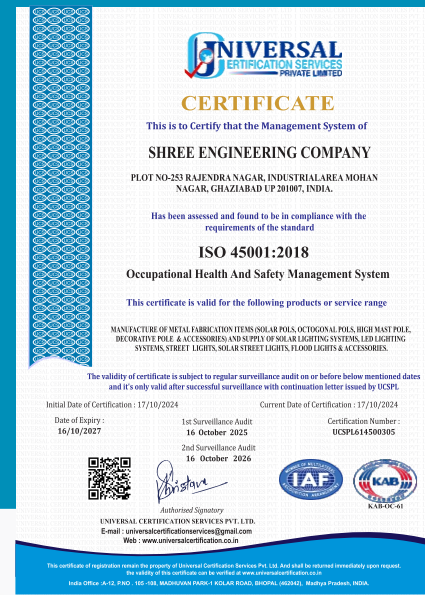 UNIVERSAL
CERTIFICATION SERVICES
PRIVATE LIMITED
CERTIFICATE
This is to Certify that the Management System of
SHREE ENGINEERING COMPANY
PLOT NO-253 RAJENDRA NAGAR, INDUSTRIALAREA MOHAN
NAGAR, GHAZIABAD UP 201007, INDIA.
Has been assessed and found to be in compliance with the
requirements of the standard
ISO 45001:2018
Occupational Health And Safety Management System
This certificate is valid for the following products or service range
MANUFACTURE OF METAL FABRICATION ITEMS (SOLAR POLS, OCTOGONAL POLS, HIGH MAST POLE,
DECORATIVE POLE & ACCESSORIES) AND SUPPLY OF SOLAR LIGHTING SYSTEMS, LED LIGHTING
SYSTEMS, STREET LIGHTS, SOLAR STREET LIGHTS, FLOOD LIGHTS & ACCESSORIES.
The validity of certificate is subject to regular surveillance audit on or before below mentioned dates
and it's only valid after successful surveillance with continuation letter issued by UCSPL
Initial Date of Certification : 17/10/2024
Current Date of Certification : 17/10/2024
Date of Expiry :
16/10/2027
1st Surveillance Audit
16 October 2025
Certification Number :
UCSPL614500305
2nd Surveillance Audit
16 October 2026
IAF
KAB
KAB-OC-61
Authorised Signatory
UNIVERSAL CERTIFICATION SERVICES PVT. LTD.
E-mail : universalcertificationservices@gmail.com
Web : www.universalcertification.co.in
This certificate of registration remain the property of Universal Certification Services Pvt. Ltd. And shall be returned immediately upon request.
the validity of this certificate can be verified at www.universalcertification.co.in
India Office :A-12, P.NO . 105 -108, MADHUVAN PARK-1 KOLAR ROAD, BHOPAL (462042), Madhya Pradesh, INDIA.